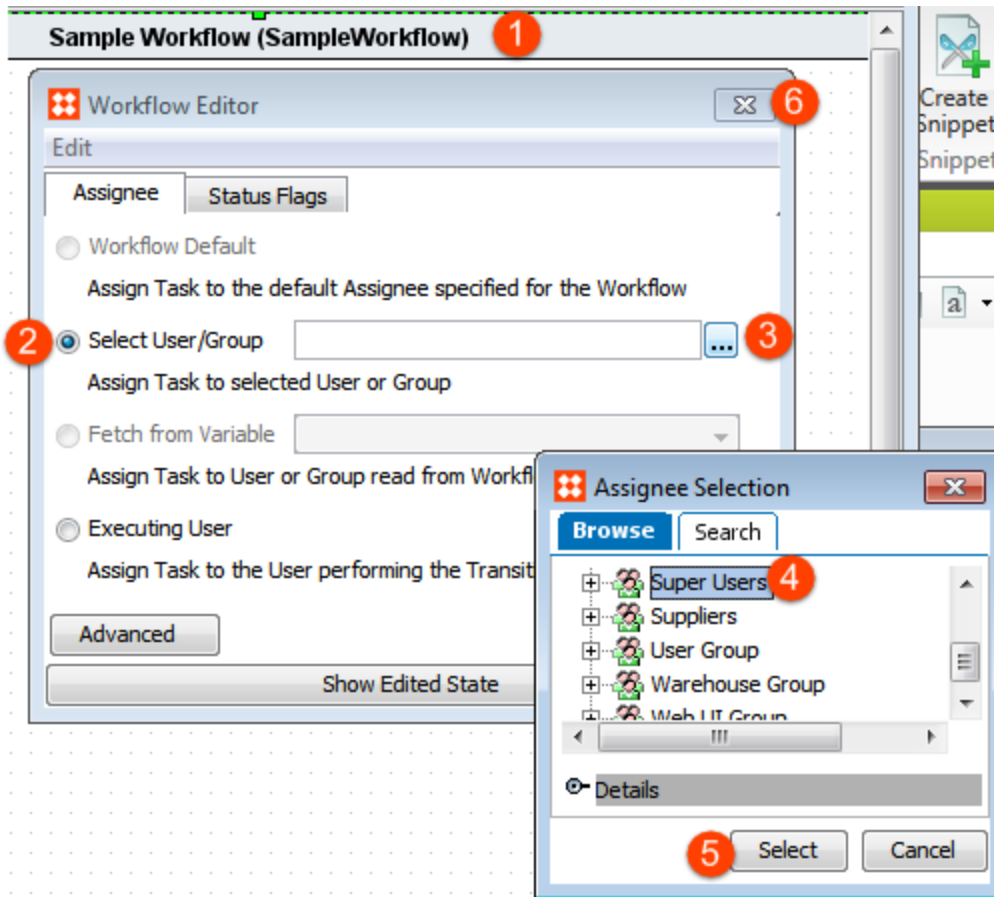 Sample Workflow (SampleWorkflow) 1
Create
Snippet
Snippet
Workflow Editor 6
Edit
Assignee Status Flags
Workflow Default
Assign Task to the default Assignee specified for the Workflow
a
2 Select User/Group ... 3
Assign Task to selected User or Group
Fetch from Variable
Assign Task to User or Group read from Workfl
Executing User
Assign Task to the User performing the Transit
Advanced
Show Edited State
Assignee Selection
Browse Search
Super Users 4
Suppliers
User Group
Warehouse Group
Web UI Group
Details
5 Select Cancel